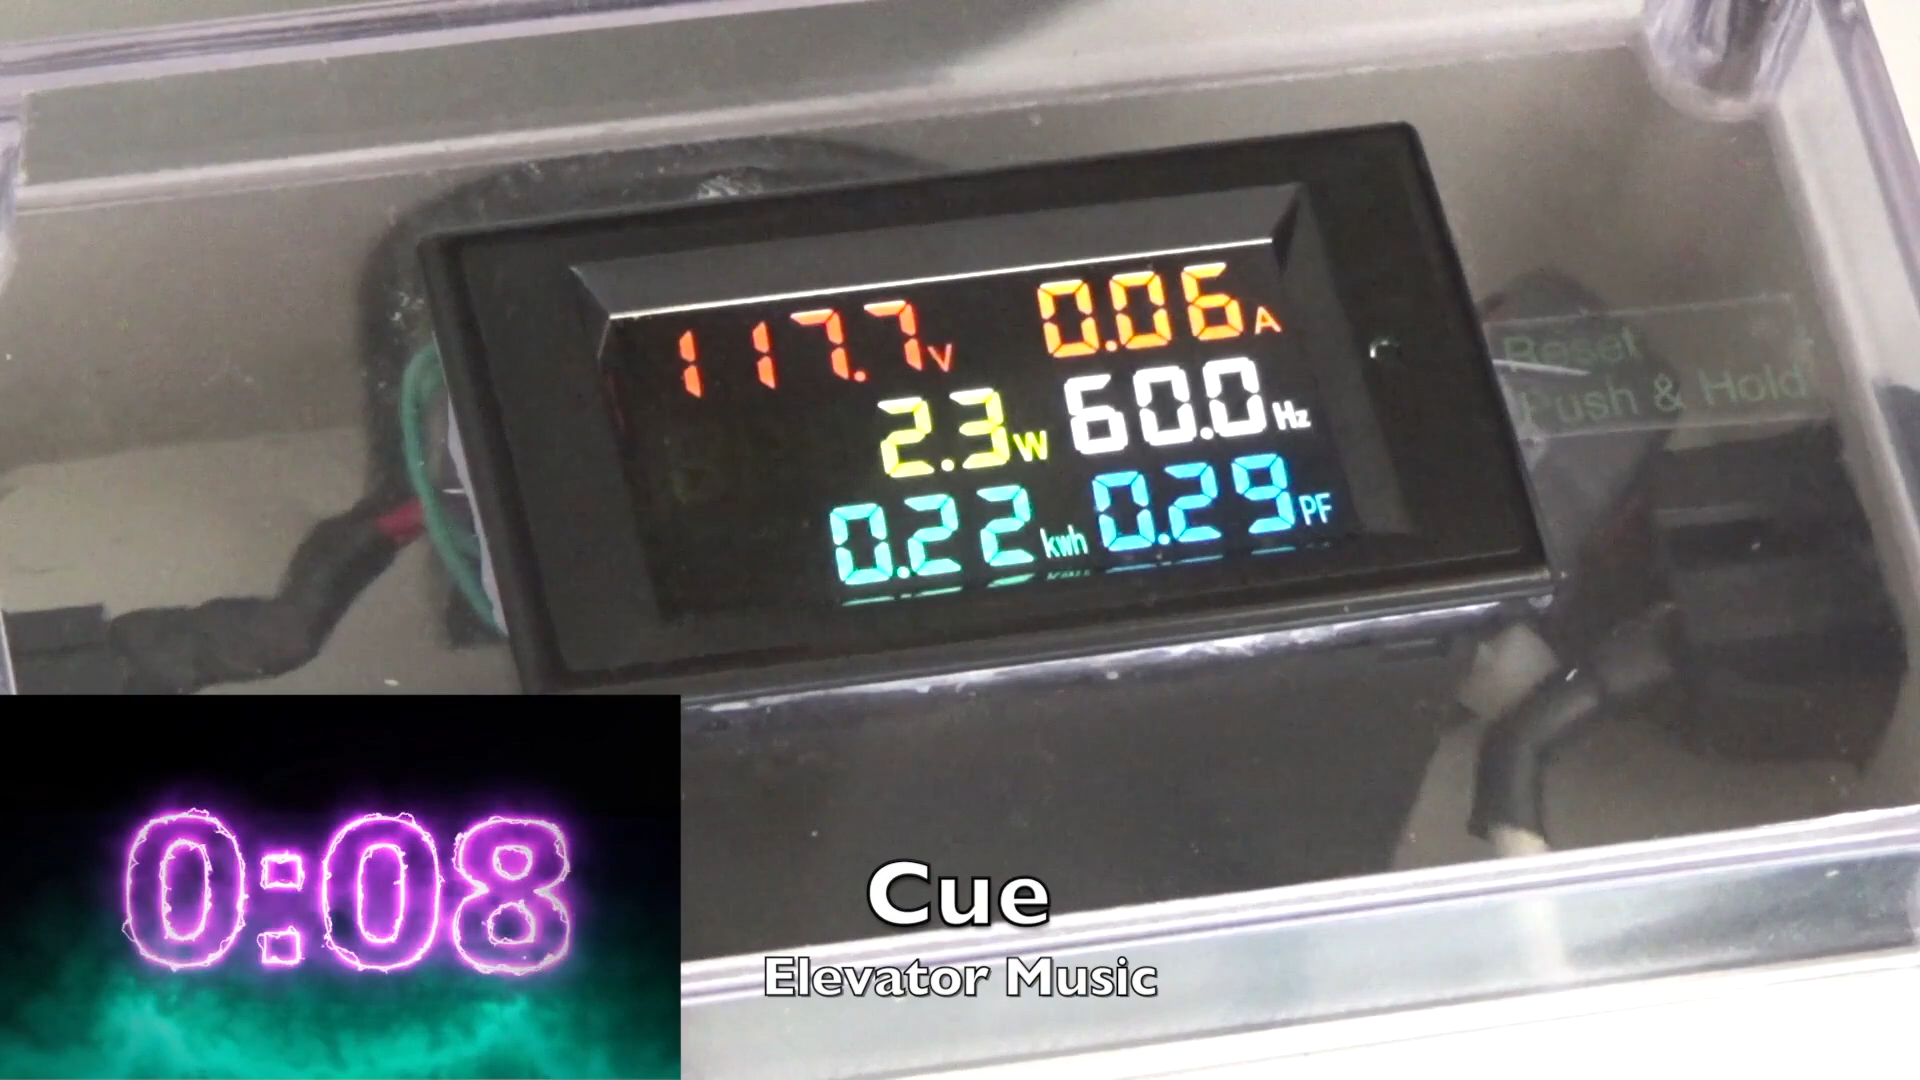 117.7V 0.06A
2.3W 60.0Hz
0.22kwh 0.29PF
Reset
Push & Hold
0:08
Cue
Elevator Music